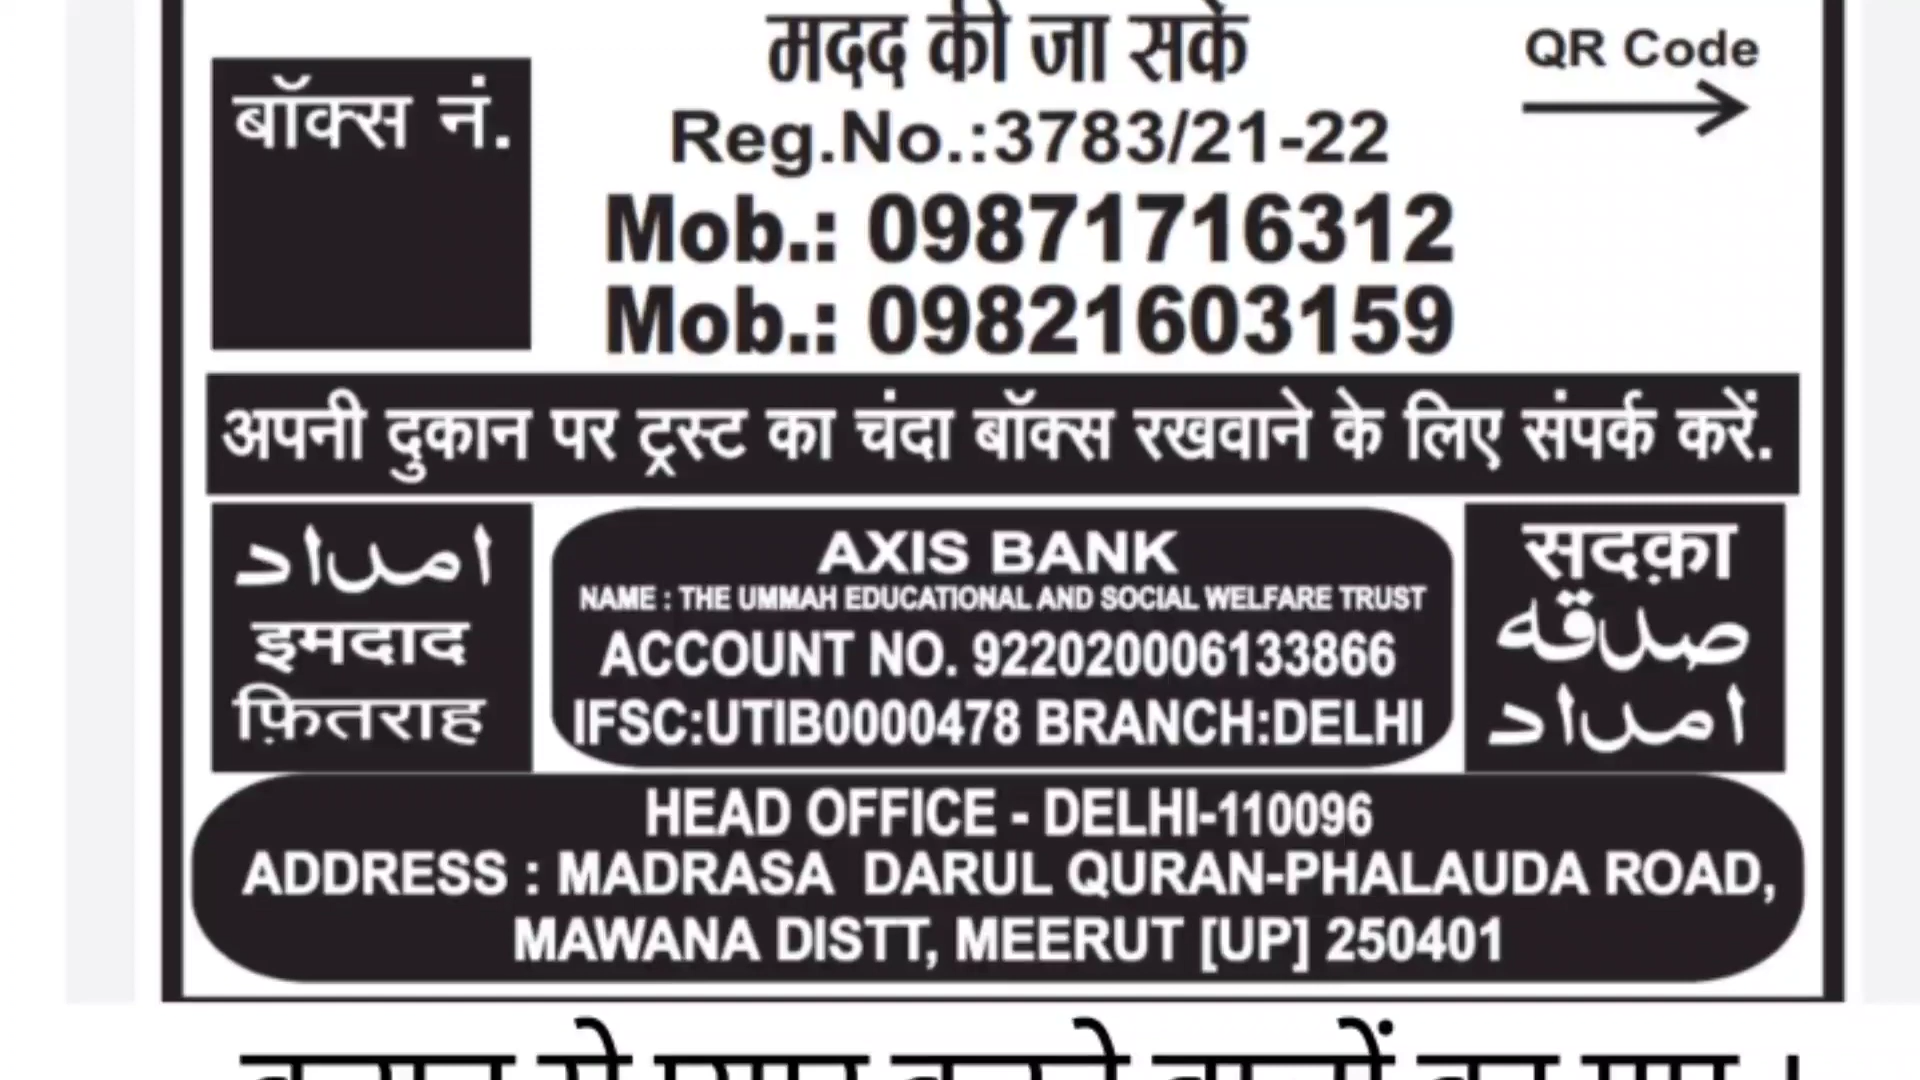 मदद की जा सके
QR Code
बॉक्स नं.
Reg.No.:3783/21-22
Mob.: 09871716312
Mob.: 09821603159
अपनी दुकान पर ट्रस्ट का चंदा बॉक्स रखवाने के लिए संपर्क करें.
امداد
इमदाद
फ़ितराह
AXIS BANK
NAME : THE UMMAH EDUCATIONAL AND SOCIAL WELFARE TRUST
ACCOUNT NO. 922020006133866
IFSC:UTIB0000478 BRANCH:DELHI
सदक़ा
صدقه
امداد
HEAD OFFICE - DELHI-110096
ADDRESS : MADRASA DARUL QURAN-PHALAUDA ROAD,
MAWANA DISTT, MEERUT [UP] 250401